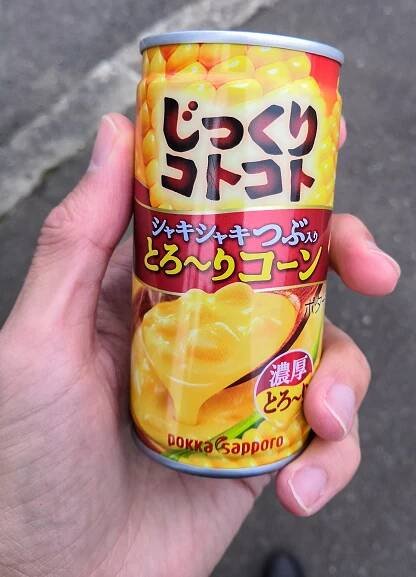 じっくり
コトコト
シャキシャキつぶ入り
とろ〜りコーン
濃厚
とろ〜
pokka sapporo